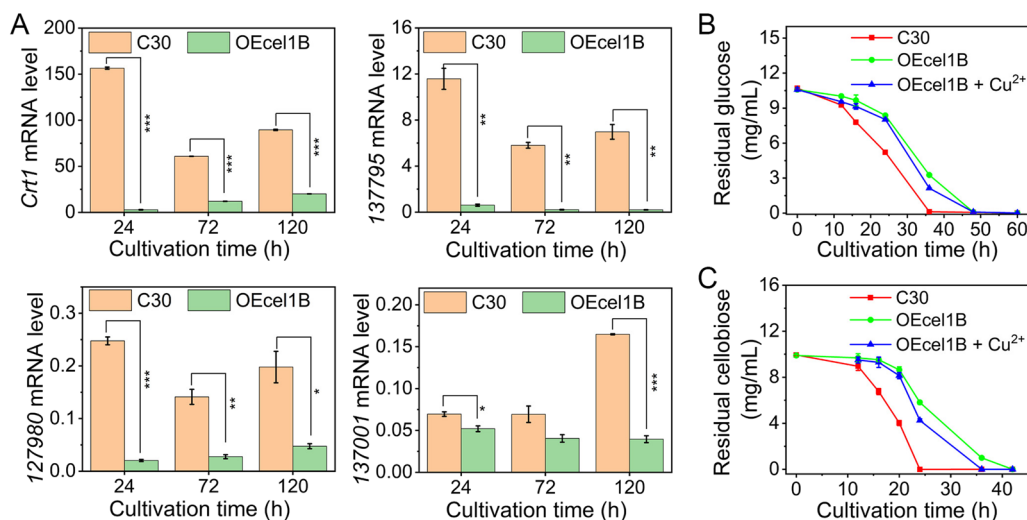 A
Crt1 mRNA level
200
150
100
50
0
C30
OEcel1B
***
***
***
24
72
120
Cultivation time (h)
137795 mRNA level
16
12
8
4
0
C30
OEcel1B
**
**
**
24
72
120
Cultivation time (h)
127980 mRNA level
0.3
0.2
0.1
0.0
C30
OEcel1B
***
**
*
24
72
120
Cultivation time (h)
137001 mRNA level
0.20
0.15
0.10
0.05
0.00
C30
OEcel1B
*
***
24
72
120
Cultivation time (h)
B
Residual glucose
(mg/mL)
15
12
9
6
3
0
C30
OEcel1B
OEcel1B + Cu²⁺
0 10 20 30 40 50 60
Cultivation time (h)
C
Residual cellobiose
(mg/mL)
16
12
8
4
0
C30
OEcel1B
OEcel1B + Cu²⁺
0 10 20 30 40
Cultivation time (h)